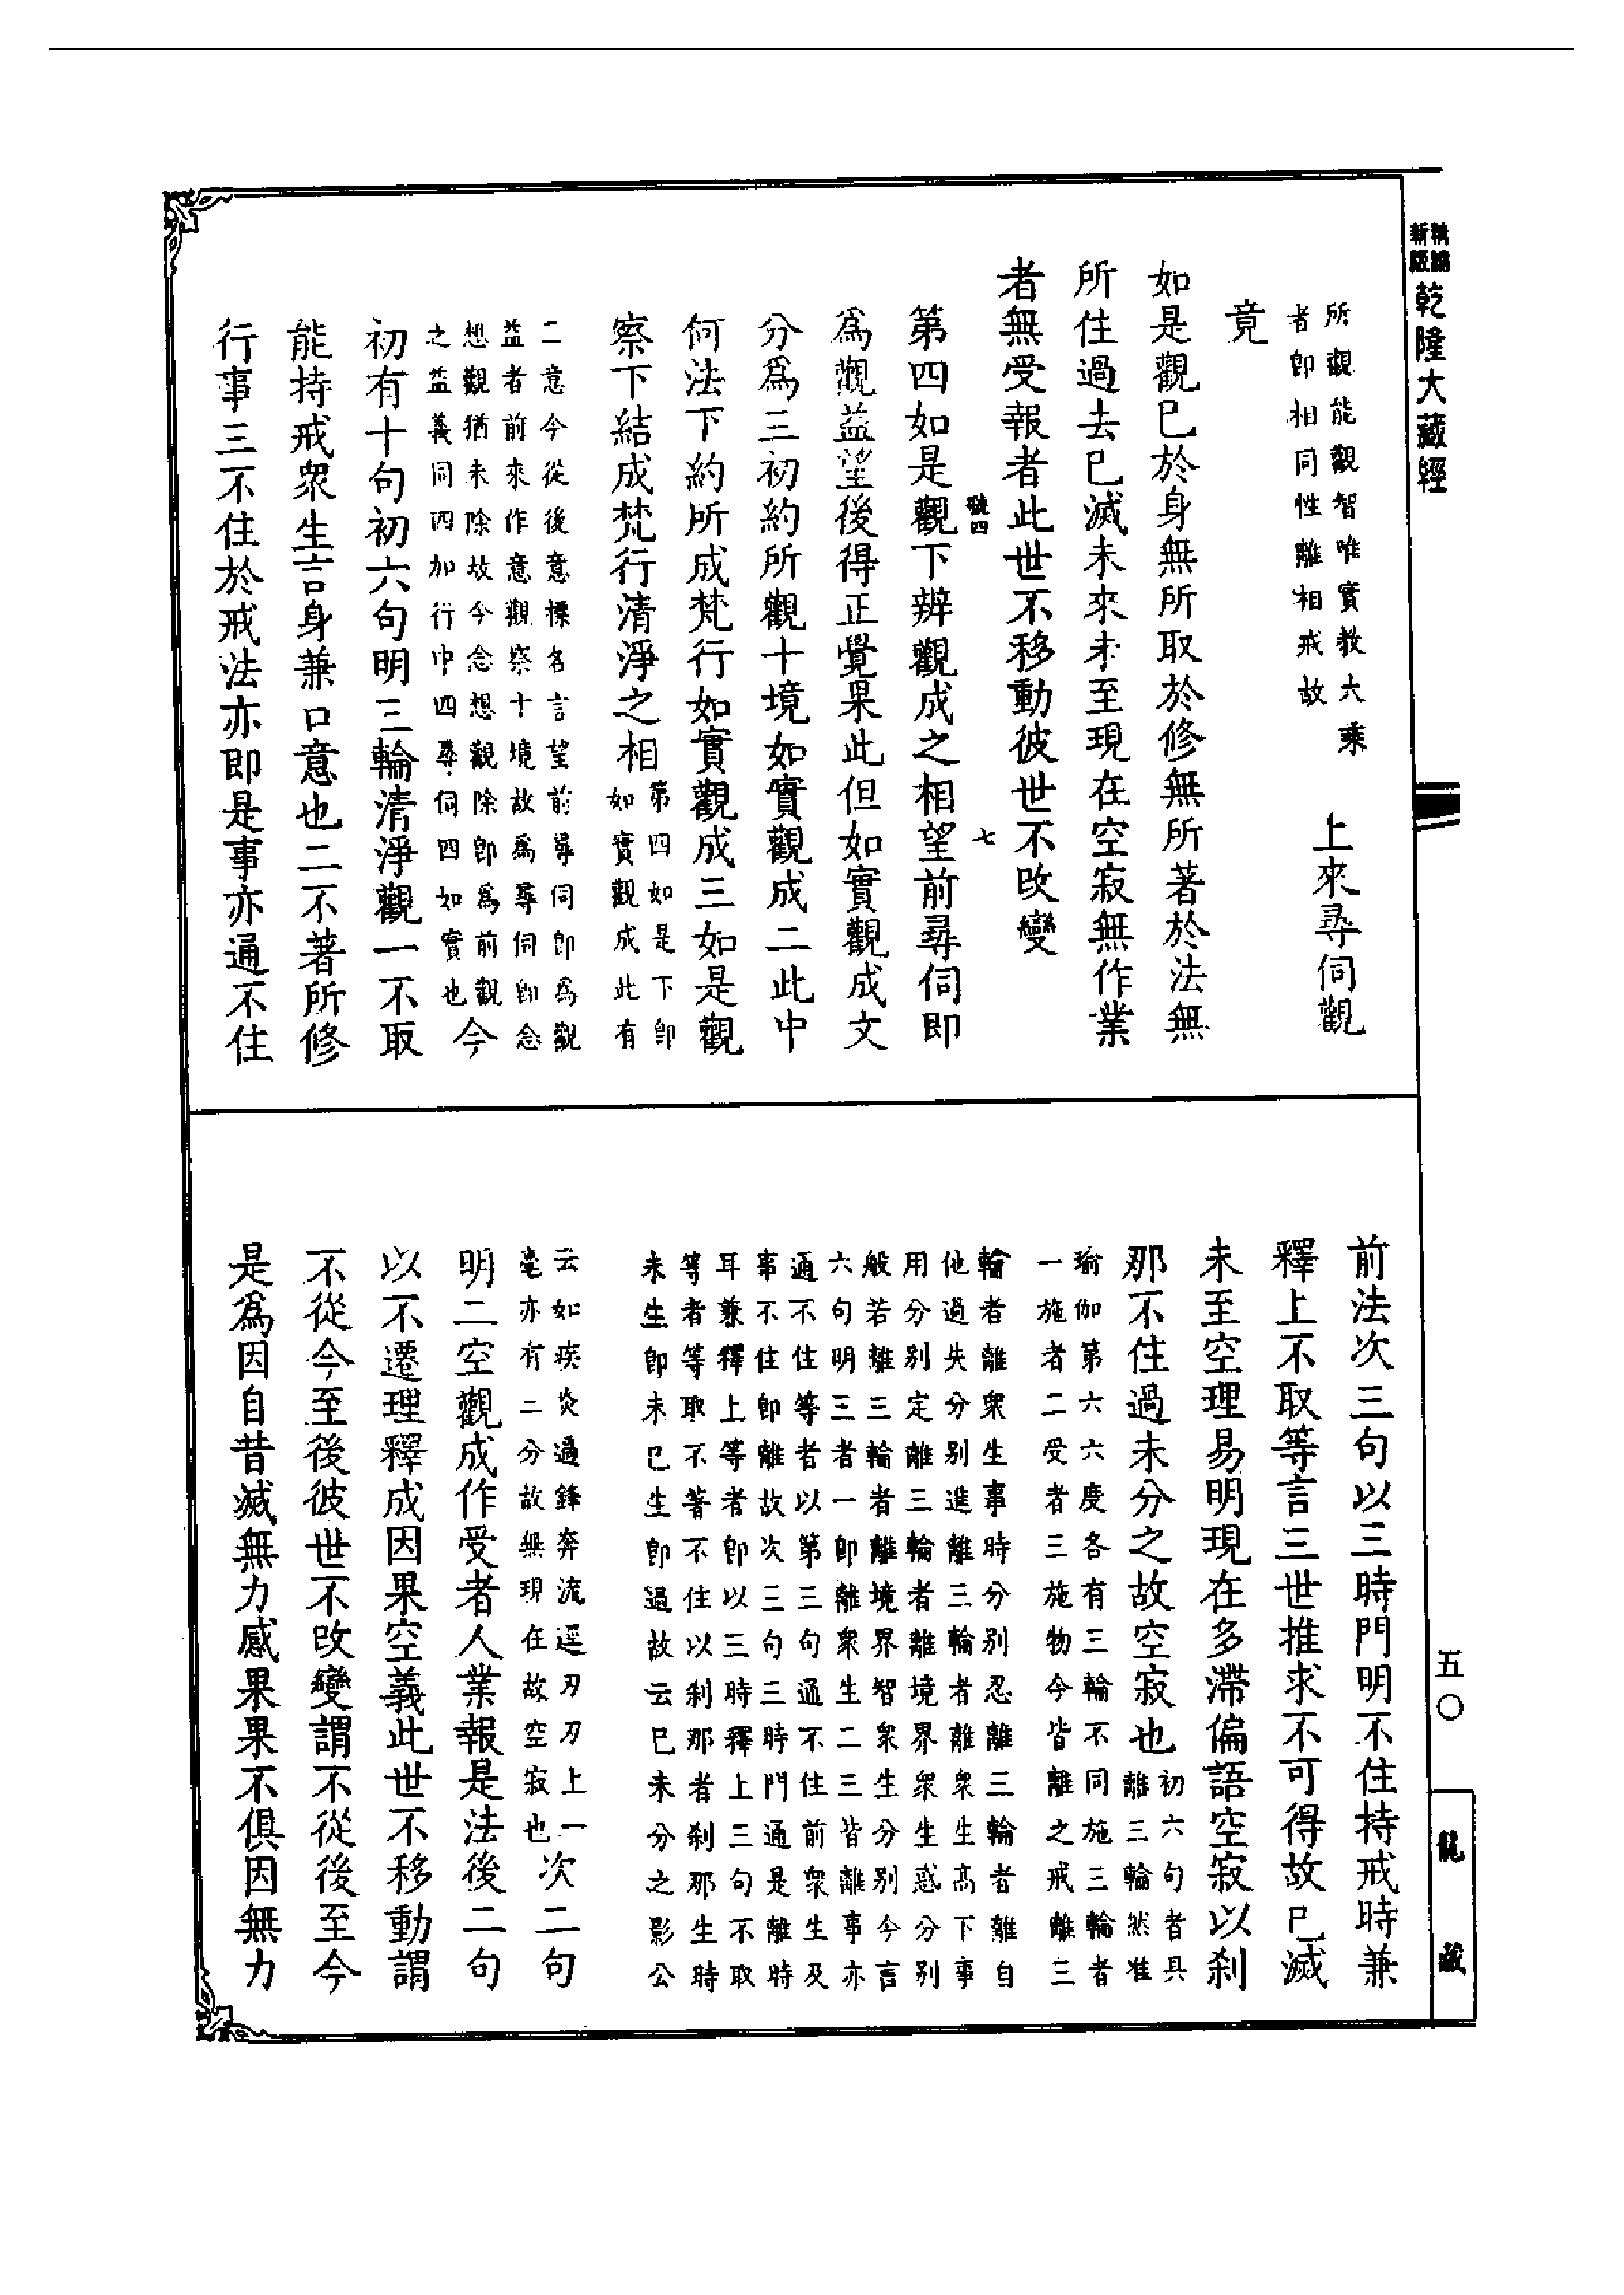 精編
新版
乾隆大藏經
所觀能觀智唯實教大乘
者即相同性離相戒故
上來尋伺觀
竟
如是觀已於身無所取於修無所著於法無
所住過去已滅未來未至現在空寂無作業
者無受報者此世不移動彼世不改變
號四
七
第四如是觀下辨觀成之相望前尋伺即
為觀益望後得正覺果此但如實觀成文
分為三初約所觀十境如實觀成二此中
何法下約所成梵行如實觀成三如是觀
察下結成梵行清淨之相
第四如是下即
如實觀成此有
二意今從後意標名言望前尋伺即為觀
益者前來作意觀察十境故為尋伺即念
想觀猶未除故今念想觀除即為前觀
之益義同四加行中四尋伺四如實也
今
初有十句初六句明三輪清淨觀一不取
能持戒眾生言身兼口意也二不著所修
行事三不住於戒法亦即是事亦通不住
前法次三句以三時門明不住持戒時兼
釋上不取等言三世推求不可得故已滅
未至空理易明現在多滯偏語空寂以剎
那不住過未分之故空寂也
初六句者具
離三輪然准
瑜伽第六六度各有三輪不同施三輪者
一施者二受者三施物今皆離之戒離三
輪者離眾生事時分別忍離三輪者離自
他過失分別進離三輪者離眾生高下事
用分別定離三輪者離境界眾生惑分別
般若離三輪者離境界智眾生分別今言
六句明三者一即離眾生二三皆離事亦
通不住等者以第三句通不住前眾生及
事不住即離故次三句三時門通是離時
耳兼釋上等者即以三時釋上三句不取
等者等取不著不住以剎那者剎那生時
未生即未已生即過故云已未分之影公
云如疾炎過鋒奔流逕刃刃上一
毫亦有二分故無現在故空寂也
次二句
明二空觀成作受者人業報是法後二句
以不遷理釋成因果空義此世不移動謂
不從今至後彼世不改變謂不從後至今
是為因自昔滅無力感果果不俱因無力
五〇
龍藏